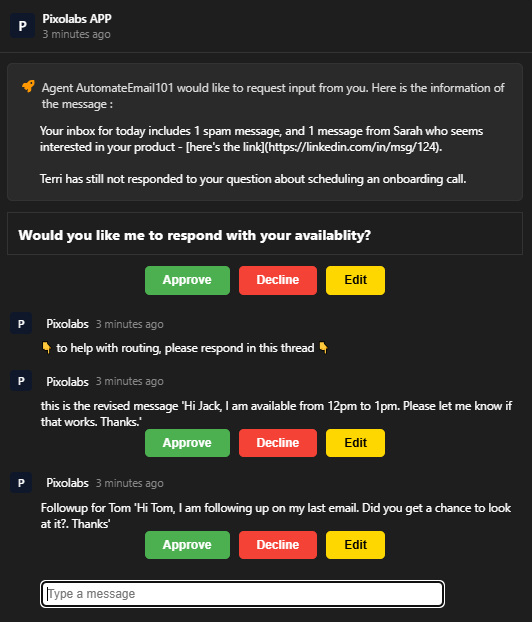 P
Pixolabs APP
3 minutes ago
Agent AutomateEmail101 would like to request input from you. Here is the information of
the message :
Your inbox for today includes 1 spam message, and 1 message from Sarah who seems
interested in your product - [here's the link](https://linkedin.com/in/msg/124).
Terri has still not responded to your question about scheduling an onboarding call.
Would you like me to respond with your availablity?
Approve Decline Edit
P Pixolabs 3 minutes ago
👇 to help with routing, please respond in this thread 👇
P Pixolabs 3 minutes ago
this is the revised message 'Hi Jack, I am available from 12pm to 1pm. Please let me know if
that works. Thanks.'
Approve Decline Edit
P Pixolabs 3 minutes ago
Followup for Tom 'Hi Tom, I am following up on my last email. Did you get a chance to look
at it?. Thanks'
Approve Decline Edit
Type a message